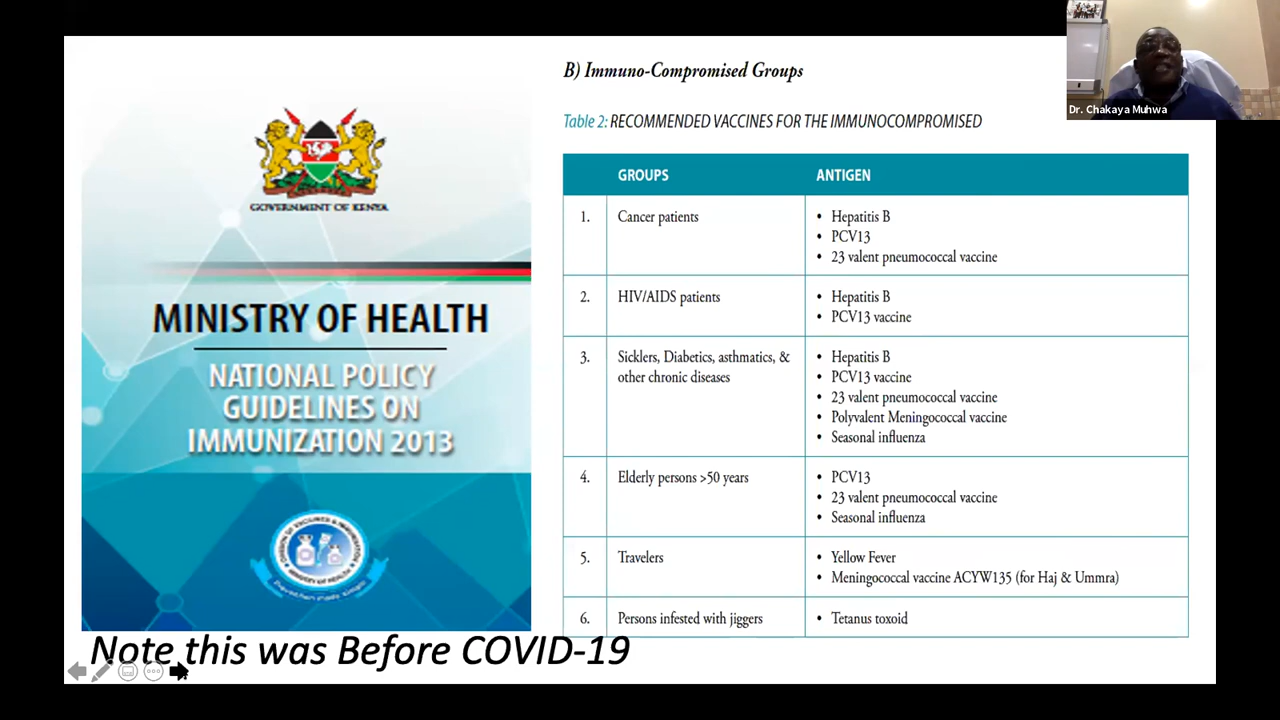 Dr. Chakaya Muhwa
GOVERNMENT OF KENYA
MINISTRY OF HEALTH
NATIONAL POLICY
GUIDELINES ON
IMMUNIZATION 2013
MINISTRY OF HEALTH
B) Immuno-Compromised Groups
Table 2: RECOMMENDED VACCINES FOR THE IMMUNOCOMPROMISED
GROUPS ANTIGEN
1. Cancer patients • Hepatitis B
• PCV13
• 23 valent pneumococcal vaccine
2. HIV/AIDS patients • Hepatitis B
• PCV13 vaccine
3. Sicklers, Diabetics, asthmatics, & • Hepatitis B
other chronic diseases • PCV13 vaccine
• 23 valent pneumococcal vaccine
• Polyvalent Meningococcal vaccine
• Seasonal influenza
4. Elderly persons >50 years • PCV13
• 23 valent pneumococcal vaccine
• Seasonal influenza
5. Travelers • Yellow Fever
• Meningococcal vaccine ACYW135 (for Haj & Ummra)
6. Persons infested with jiggers • Tetanus toxoid
Note this was Before COVID-19